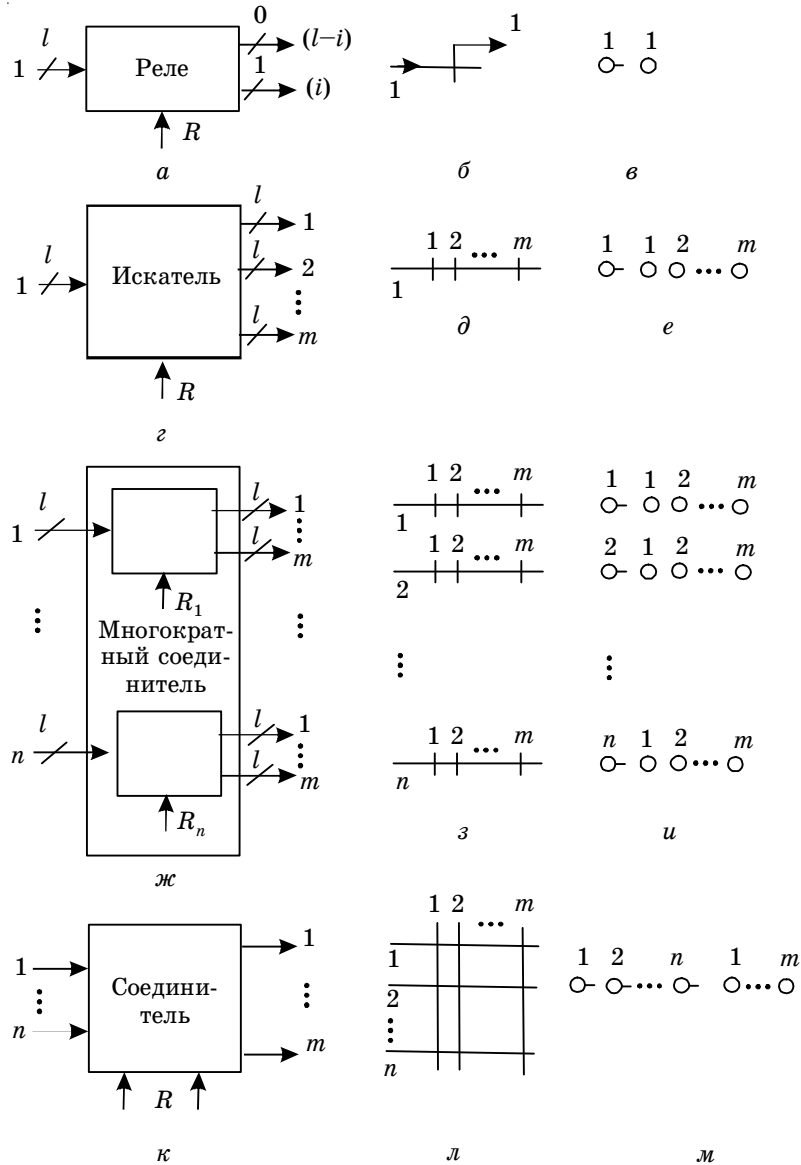 0
1 l Реле (l–i) 1 1 1
1
(i) 1
R
а б в
l
1
l Искатель l 1 2 ... m 1 1 2 m
1 2 1 ...
l
m д е
R
г
l 1 2 ... m 1 1 2 m
l 1 ...
1 l 1
m 1 2 ... m 2 1 2 m
R1 2 ...
Многократ-
ный соеди-
нитель
l l 1 1 2 ... m n 1 2 m
n l m n ...
Rn
з и
ж
1 2 ... m
1 1 1 1 2 n 1 m
Соедини- 2 ... ...
тель
n m n
R
к л м